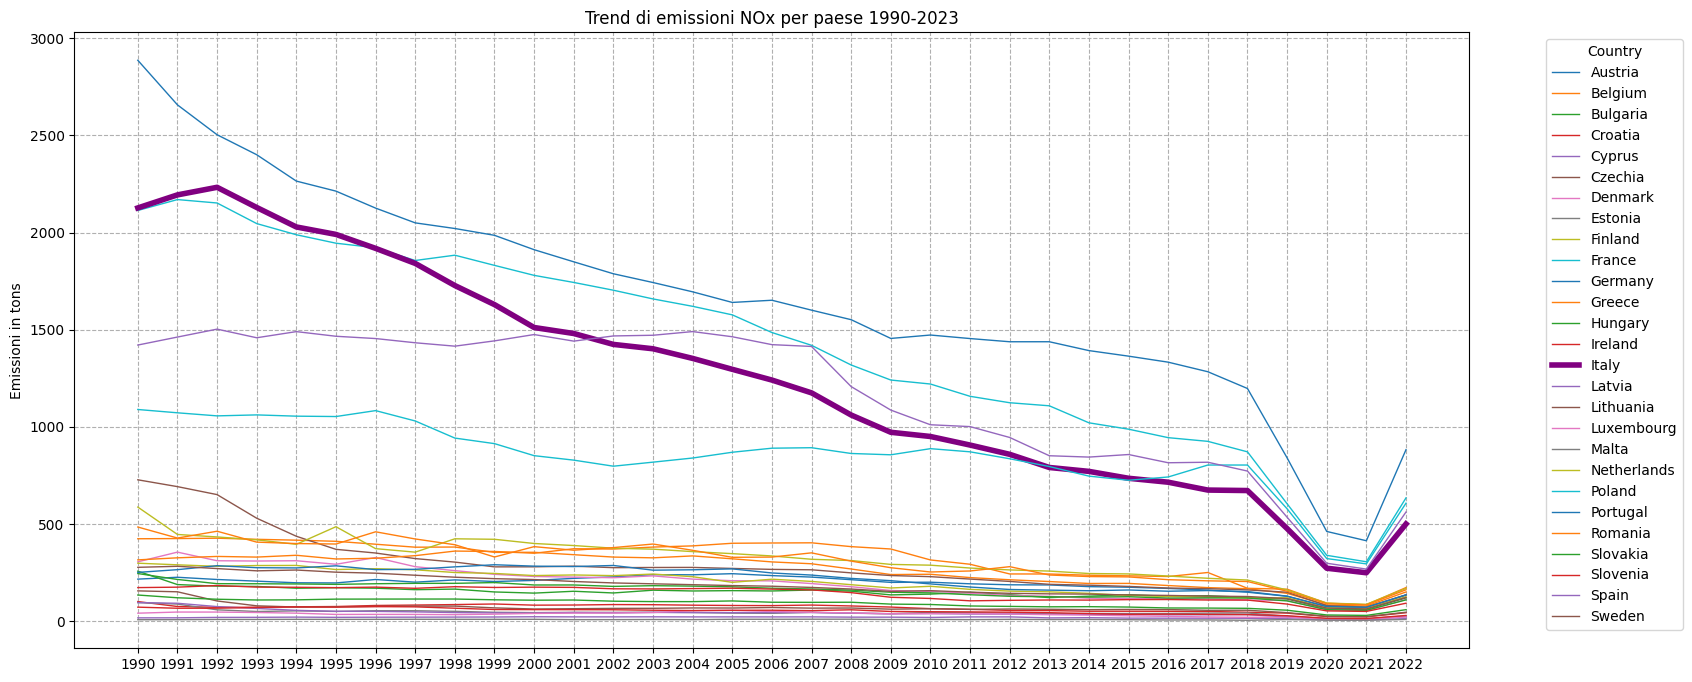 Trend di emissioni NOx per paese 1990-2023
Emissioni in tons
3000
2500
2000
1500
1000
500
0
1990 1991 1992 1993 1994 1995 1996 1997 1998 1999 2000 2001 2002 2003 2004 2005 2006 2007 2008 2009 2010 2011 2012 2013 2014 2015 2016 2017 2018 2019 2020 2021 2022
Country
Austria
Belgium
Bulgaria
Croatia
Cyprus
Czechia
Denmark
Estonia
Finland
France
Germany
Greece
Hungary
Ireland
Italy
Latvia
Lithuania
Luxembourg
Malta
Netherlands
Poland
Portugal
Romania
Slovakia
Slovenia
Spain
Sweden